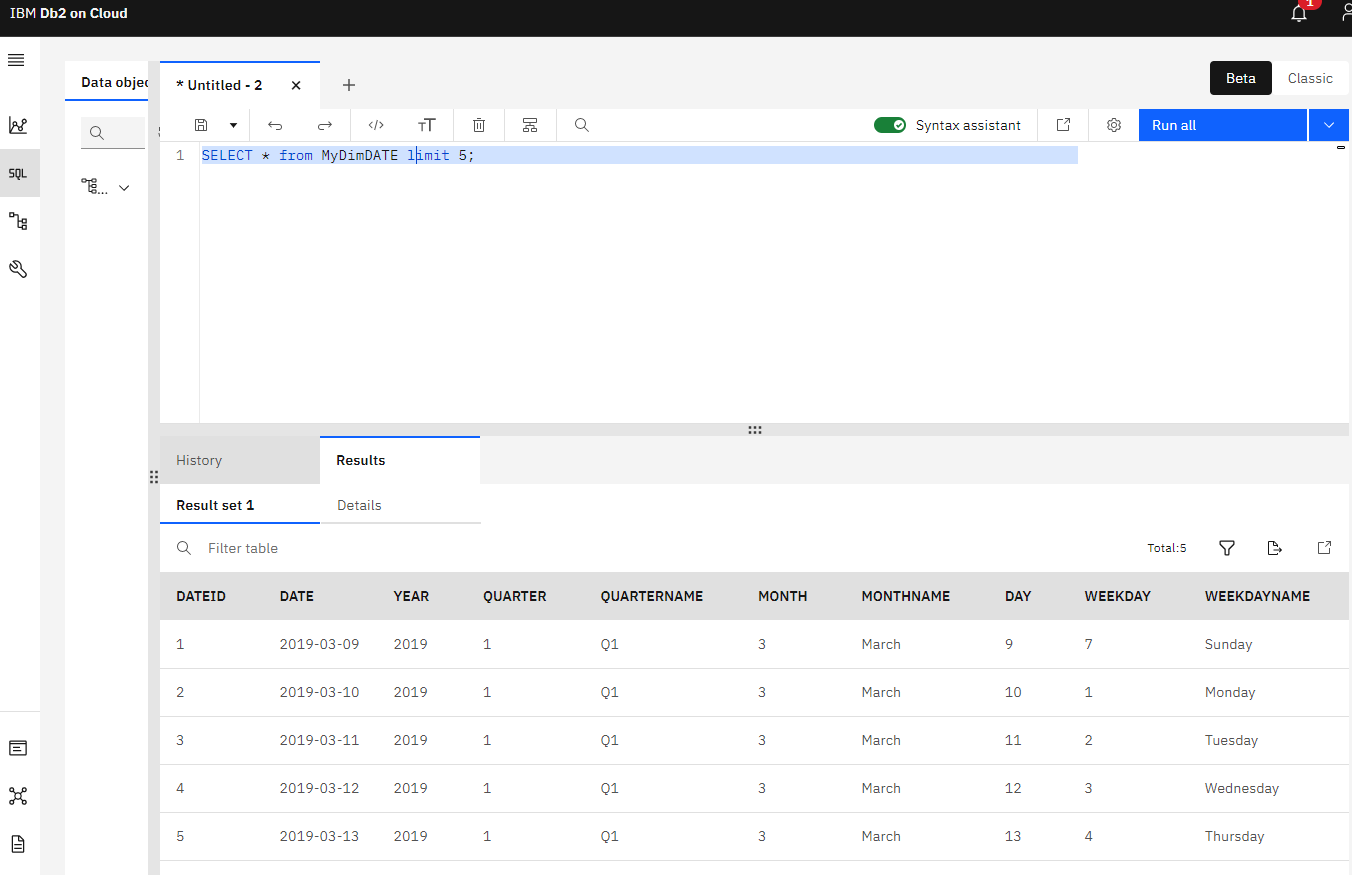 IBM Db2 on Cloud
1
Data objec
* Untitled - 2
Beta
Classic
Syntax assistant
Run all
1 SELECT * from MyDimDATE limit 5;
SQL
...
1
History
Results
Result set 1
Details
Filter table
Total:5
DATEID DATE YEAR QUARTER QUARTERNAME MONTH MONTHNAME DAY WEEKDAY WEEKDAYNAME
1 2019-03-09 2019 1 Q1 3 March 9 7 Sunday
2 2019-03-10 2019 1 Q1 3 March 10 1 Monday
3 2019-03-11 2019 1 Q1 3 March 11 2 Tuesday
4 2019-03-12 2019 1 Q1 3 March 12 3 Wednesday
5 2019-03-13 2019 1 Q1 3 March 13 4 Thursday